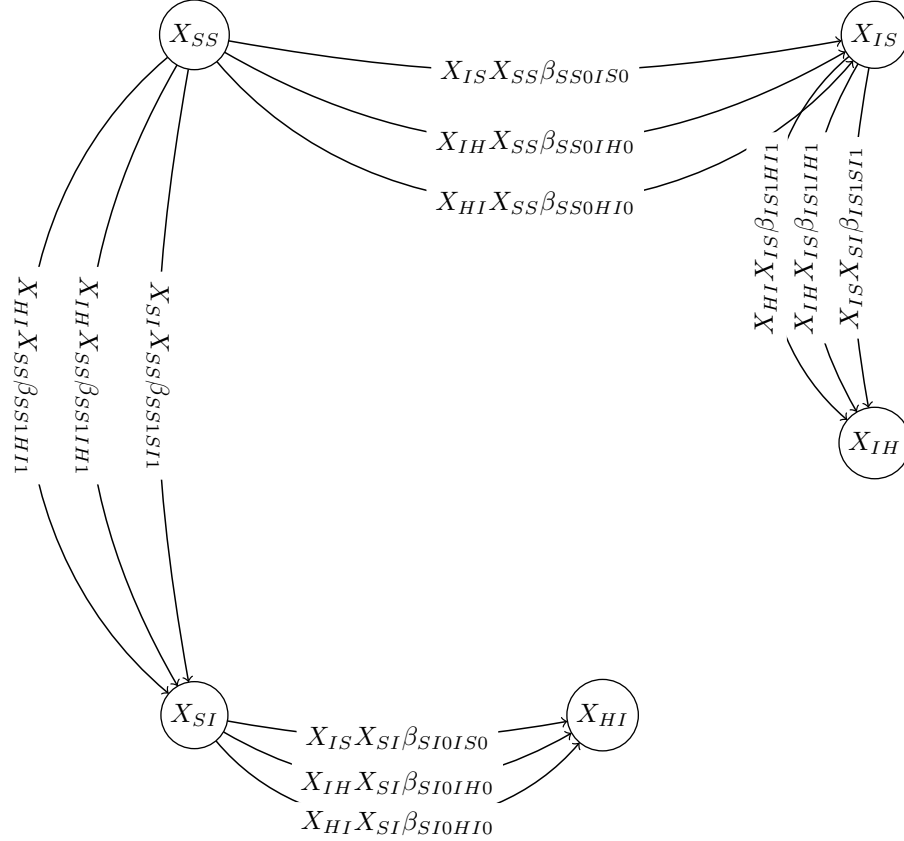 X_{SS}
X_{IS}
X_{IS}X_{SS}β_{SS0IS0}
X_{IH}X_{SS}β_{SS0IH0}
X_{HI}X_{SS}β_{SS0HI0}
X_{HI}X_{IS}β_{IS1HI1}
X_{IH}X_{IS}β_{IS1IH1}
X_{IS}X_{SI}β_{IS1SI1}
X_{HI}X_{SS}β_{SS1HI1}
X_{IH}X_{SS}β_{SS1IH1}
X_{SI}X_{SS}β_{SS1SI1}
X_{IH}
X_{SI}
X_{HI}
X_{IS}X_{SI}β_{SI0IS0}
X_{IH}X_{SI}β_{SI0IH0}
X_{HI}X_{SI}β_{SI0HI0}